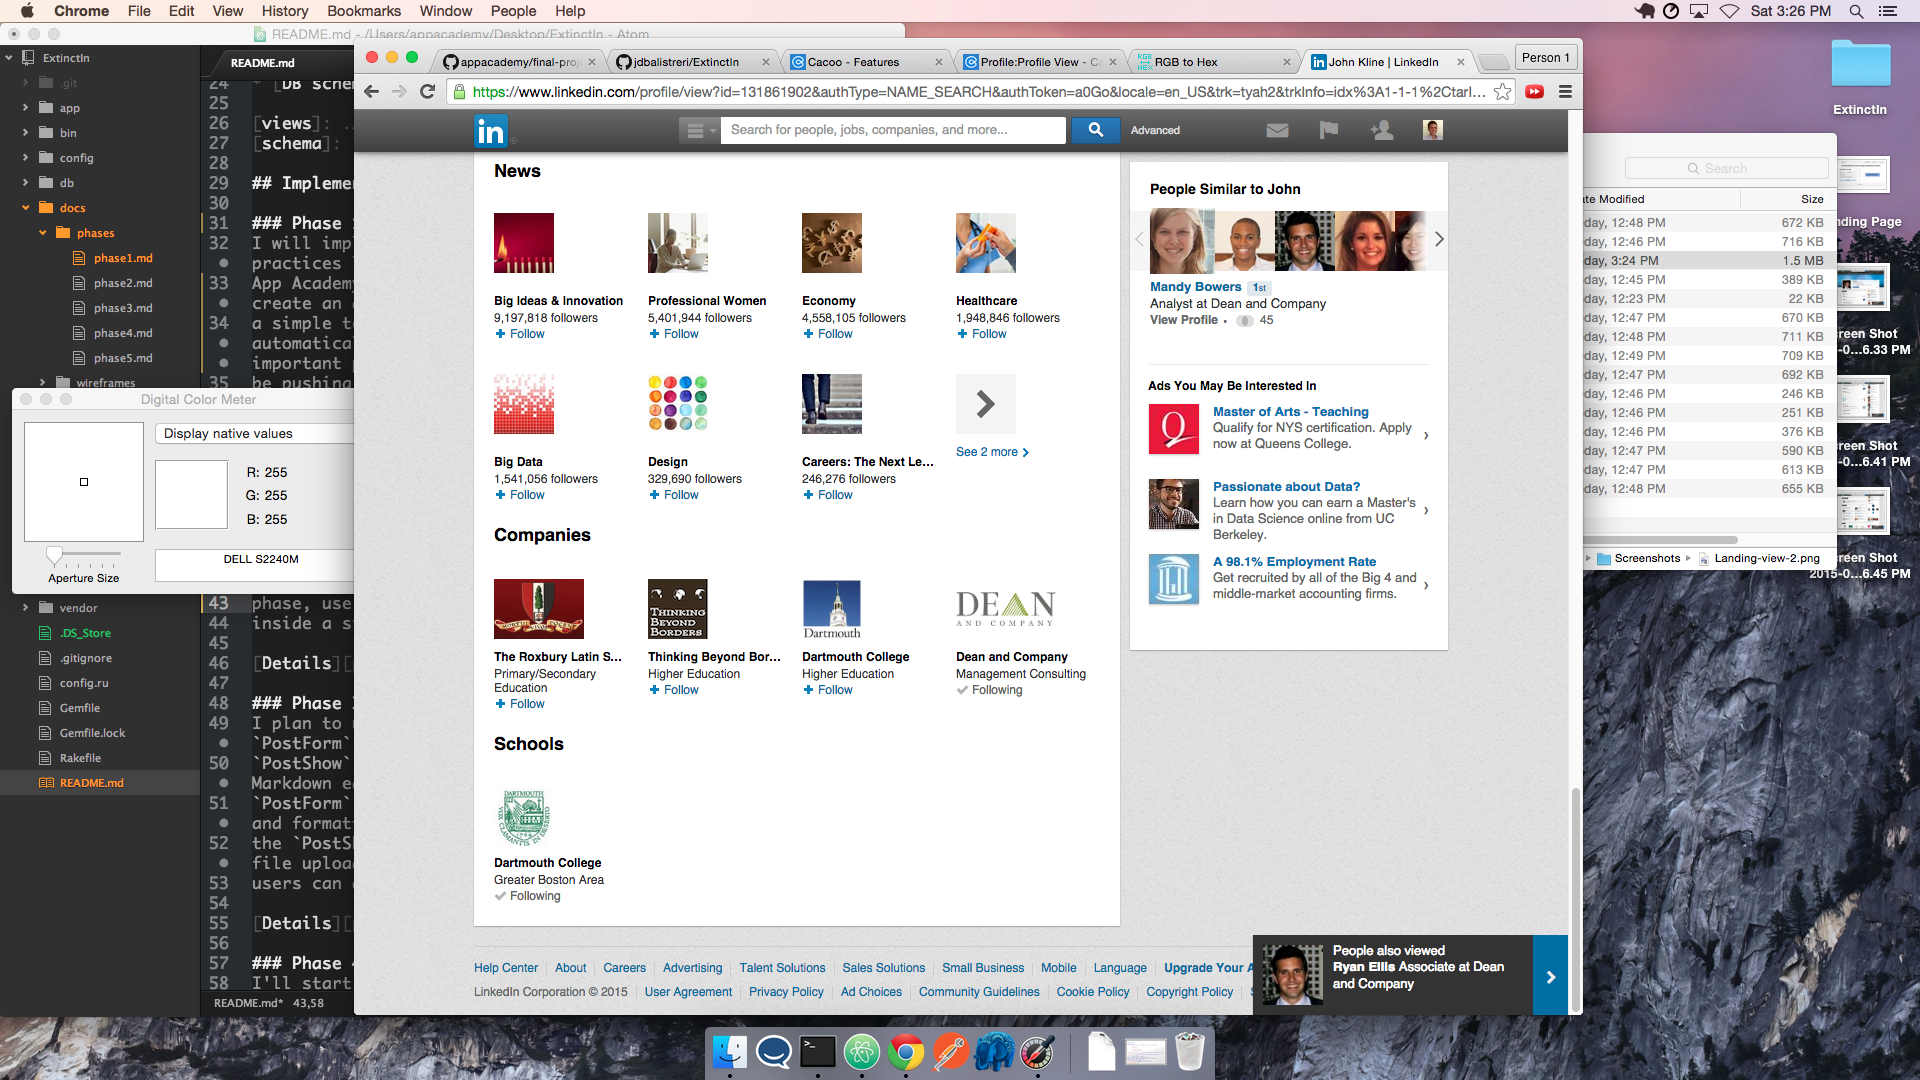 Chrome File Edit View History Bookmarks Window People Help
Sat 3:26 PM
README.md - /Users/appacademy/Desktop/ExtinctIn - Atom
ExtinctIn
.git
app
bin
config
db
docs
phases
phase1.md
phase2.md
phase3.md
phase4.md
phase5.md
wireframes
vendor
.DS_Store
.gitignore
config.ru
Gemfile
Gemfile.lock
Rakefile
README.md
README.md
24 * [DB schem
25
26 [views]: ..
27 [schema]:
28
29 ## Implemen
30
31 ### Phase 1
32 I will impl
practices
33 App Academy
create an
34 a simple to
automatical
important
35 be pushing
43 phase, use
44 inside a s
45
46 [Details][
47
48 ### Phase
49 I plan to
`PostForm`
50 `PostShow`
Markdown e
51 `PostForm`
and format
52 the `PostSh
file uploa
53 users can
54
55 [Details][
56
57 ### Phase 4
58 I'll start
README.md* 43,58
Digital Color Meter
Display native values
R: 255
G: 255
B: 255
DELL S2240M
Aperture Size
appacademy/final-proj
jdbalistreri/ExtinctIn
Cacoo - Features
Profile:Profile View - Ca
RGB to Hex
John Kline | LinkedIn
Person 1
https://www.linkedin.com/profile/view?id=131861902&authType=NAME_SEARCH&authToken=a0Go&locale=en_US&trk=tyah2&trkInfo=idx%3A1-1-1%2CtarI...
in
Search for people, jobs, companies, and more...
Advanced
News
Big Ideas & Innovation
9,197,818 followers
Follow
Professional Women
5,401,944 followers
Follow
Economy
4,558,105 followers
Follow
Healthcare
1,948,846 followers
Follow
Big Data
1,541,056 followers
Follow
Design
329,690 followers
Follow
Careers: The Next Le...
246,276 followers
Follow
See 2 more
Companies
The Roxbury Latin S...
Primary/Secondary
Education
Follow
THINKING
BEYOND
BORDERS
Thinking Beyond Bor...
Higher Education
Follow
Dartmouth
Dartmouth College
Higher Education
Follow
DEAN
AND COMPANY
Dean and Company
Management Consulting
Following
Schools
Dartmouth College
Greater Boston Area
Following
People Similar to John
Mandy Bowers 1st
Analyst at Dean and Company
View Profile • 45
Ads You May Be Interested In
Master of Arts - Teaching
Qualify for NYS certification. Apply
now at Queens College.
Passionate about Data?
Learn how you can earn a Master's
in Data Science online from UC
Berkeley.
A 98.1% Employment Rate
Get recruited by all of the Big 4 and
middle-market accounting firms.
Help Center About Careers Advertising Talent Solutions Sales Solutions Small Business Mobile Language Upgrade Your A
LinkedIn Corporation © 2015 User Agreement Privacy Policy Ad Choices Community Guidelines Cookie Policy Copyright Policy
People also viewed
Ryan Ellis Associate at Dean
and Company
Search
ate Modified Size
day, 12:48 PM 672 KB
day, 12:46 PM 716 KB
day, 3:24 PM 1.5 MB
day, 12:45 PM 389 KB
day, 12:23 PM 22 KB
day, 12:47 PM 670 KB
day, 12:48 PM 711 KB
day, 12:49 PM 709 KB
day, 12:47 PM 692 KB
day, 12:46 PM 246 KB
day, 12:46 PM 251 KB
day, 12:46 PM 376 KB
day, 12:47 PM 590 KB
day, 12:47 PM 613 KB
day, 12:48 PM 655 KB
Screenshots Landing-view-2.png
ExtinctIn
nding Page
reen Shot
-0...6.33 PM
reen Shot
-0...6.41 PM
reen Shot
2015-0...6.45 PM